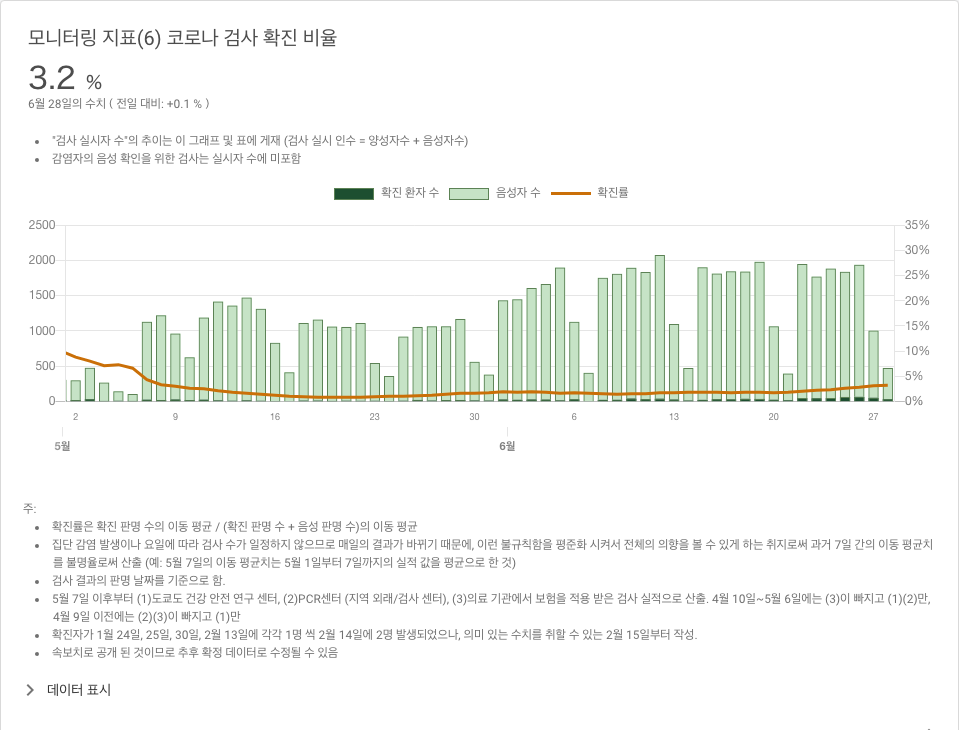 모니터링 지표(6) 코로나 검사 확진 비율
3.2 %
6월 28일의 수치 ( 전일 대비: +0.1 % )
• "검사 실시자 수"의 추이는 이 그래프 및 표에 게재 (검사 실시 인수 = 양성자수 + 음성자수)
• 감염자의 음성 확인을 위한 검사는 실시자 수에 미포함
확진 환자 수 음성자 수 확진률
2500 35%
30%
2000
25%
1500
20%
1000 15%
10%
500
5%
0 0%
2 9 16 23 30 6 13 20 27
5월 6월
주:
• 확진률은 확진 판명 수의 이동 평균 / (확진 판명 수 + 음성 판명 수)의 이동 평균
• 집단 감염 발생이나 요일에 따라 검사 수가 일정하지 않으므로 매일의 결과가 바뀌기 때문에, 이런 불규칙함을 평준화 시켜서 전체의 의향을 볼 수 있게 하는 취지로써 과거 7일 간의 이동 평균치
를 불명율로써 산출 (예: 5월 7일의 이동 평균치는 5월 1일부터 7일까지의 실적 값을 평균으로 한 것)
• 검사 결과의 판명 날짜를 기준으로 함.
• 5월 7일 이후부터 (1)도쿄도 건강 안전 연구 센터, (2)PCR센터 (지역 외래/검사 센터), (3)의료 기관에서 보험을 적용 받은 검사 실적으로 산출. 4월 10일~5월 6일에는 (3)이 빠지고 (1)(2)만,
4월 9일 이전에는 (2)(3)이 빠지고 (1)만
• 확진자가 1월 24일, 25일, 30일, 2월 13일에 각각 1명 씩 2월 14일에 2명 발생되었으나, 의미 있는 수치를 취할 수 있는 2월 15일부터 작성.
• 속보치로 공개 된 것이므로 추후 확정 데이터로 수정될 수 있음
데이터 표시